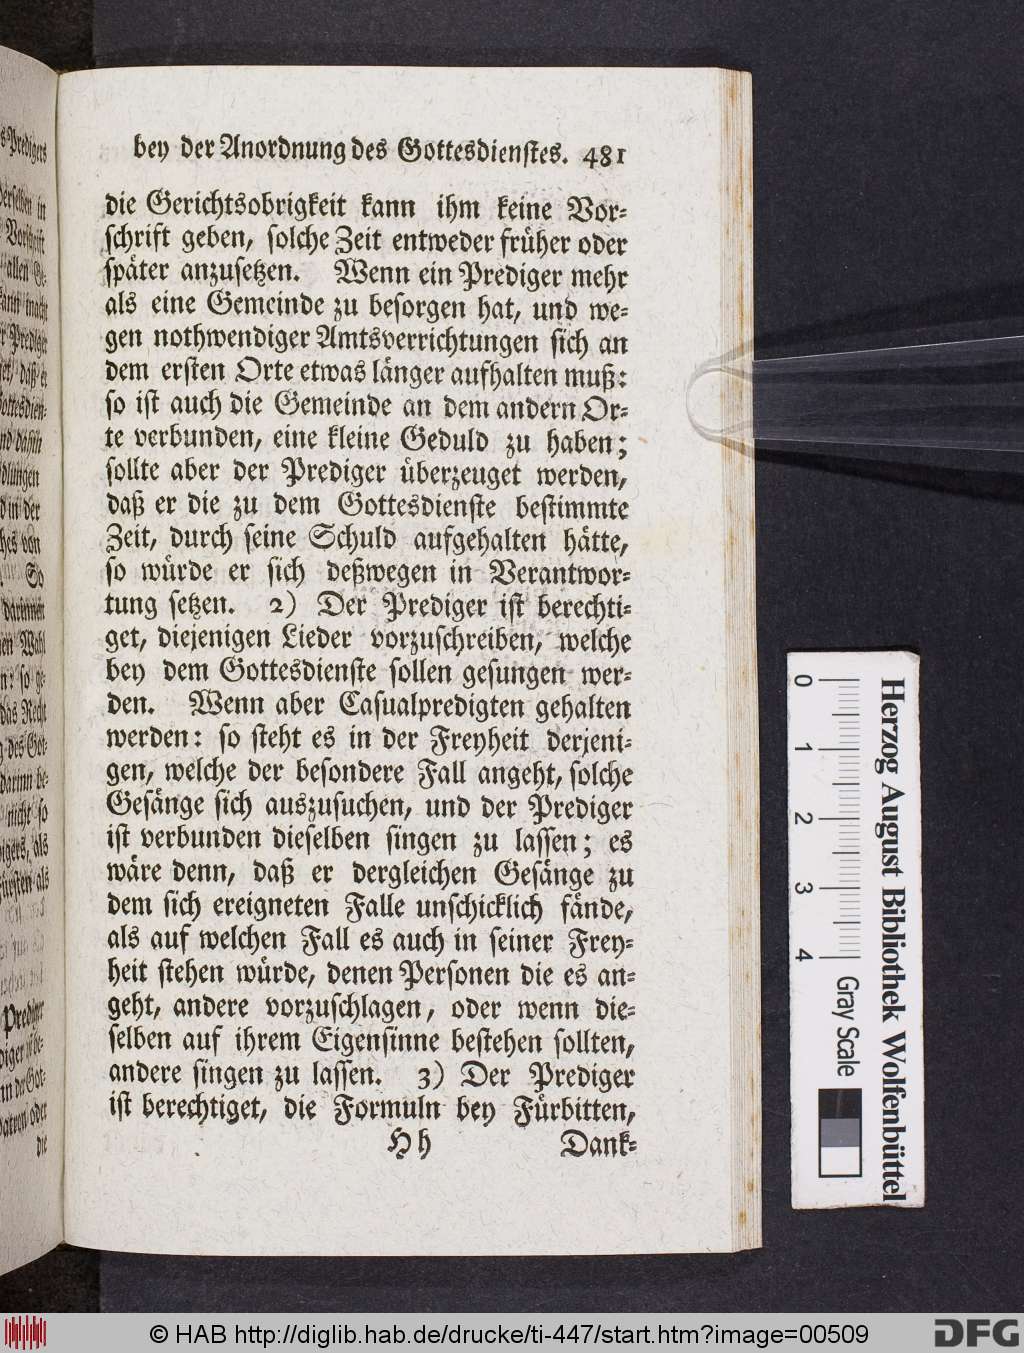 bey der Anordnung des Gottesdienstes. 481
die Gerichtsobrigkeit kann ihm keine Vor-
schrift geben, solche Zeit entweder früher oder
später anzusetzen. Wenn ein Prediger mehr
als eine Gemeinde zu besorgen hat, und we-
gen nothwendiger Amtsverrichtungen sich an
dem ersten Orte etwas länger aufhalten muß:
so ist auch die Gemeinde an dem andern Or-
te verbunden, eine kleine Geduld zu haben;
sollte aber der Prediger überzeuget werden,
daß er die zu dem Gottesdienste bestimmte
Zeit, durch seine Schuld aufgehalten hätte,
so würde er sich deßwegen in Verantwor-
tung setzen. 2) Der Prediger ist berechti-
get, diejenigen Lieder vorzuschreiben, welche
bey dem Gottesdienste sollen gesungen wer-
den. Wenn aber Casualpredigten gehalten
werden: so steht es in der Freyheit derjeni-
gen, welche der besondere Fall angeht, solche
Gesänge sich auszusuchen, und der Prediger
ist verbunden dieselben singen zu lassen; es
wäre denn, daß er dergleichen Gesänge zu
dem sich ereigneten Falle unschicklich fände,
als auf welchen Fall es auch in seiner Frey-
heit stehen würde, denen Personen die es an-
geht, andere vorzuschlagen, oder wenn die-
selben auf ihrem Eigensinne bestehen sollten,
andere singen zu lassen. 3) Der Prediger
ist berechtiget, die Formuln bey Fürbitten,
Hh Dank-
0 1 2 3 4
Gray Scale
Herzog August Bibliothek Wolfenbüttel
© HAB http://diglib.hab.de/drucke/ti-447/start.htm?image=00509
DFG